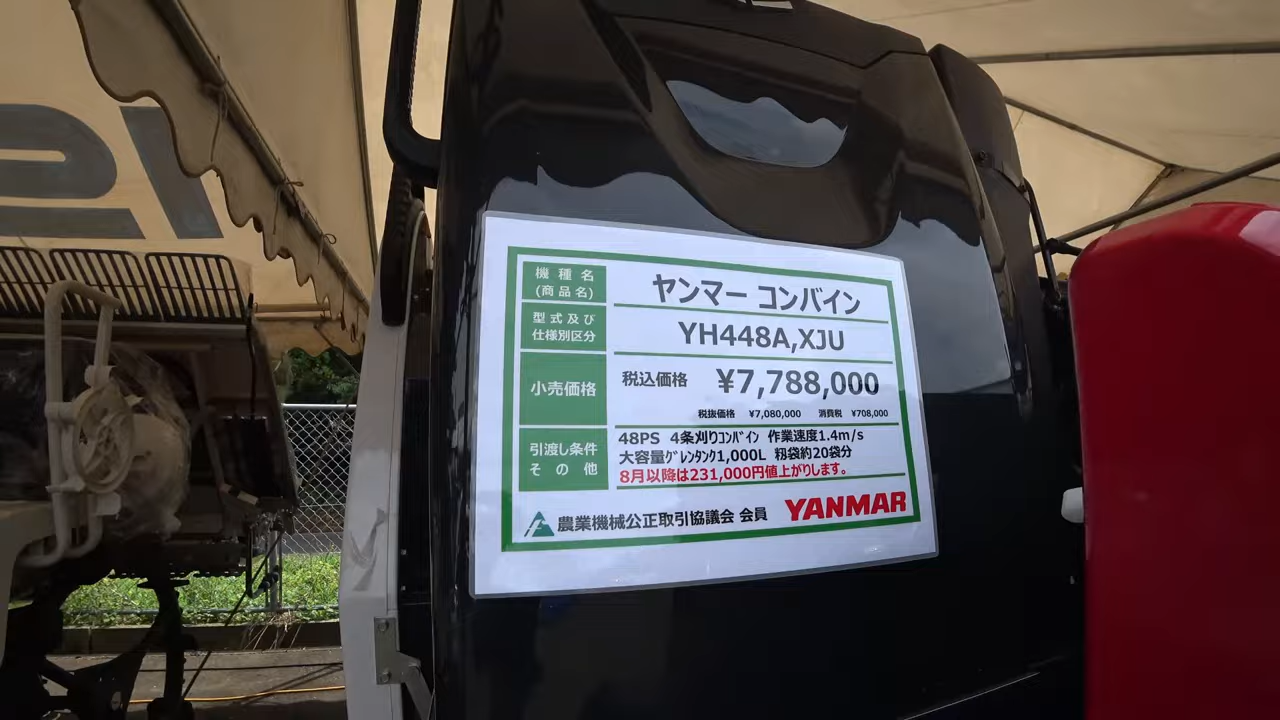 機種名
(商品名)
ヤンマー コンバイン
型式及び
仕様別区分
YH448A,XJU
小売価格
税込価格 ¥7,788,000
税抜価格 ¥7,080,000 消費税 ¥708,000
引渡し条件
その他
48PS 4条刈りコンバイン 作業速度1.4m/s
大容量グレンタンク1,000L 籾袋約20袋分
8月以降は231,000円値上がりします。
農業機械公正取引協議会 会員
YANMAR